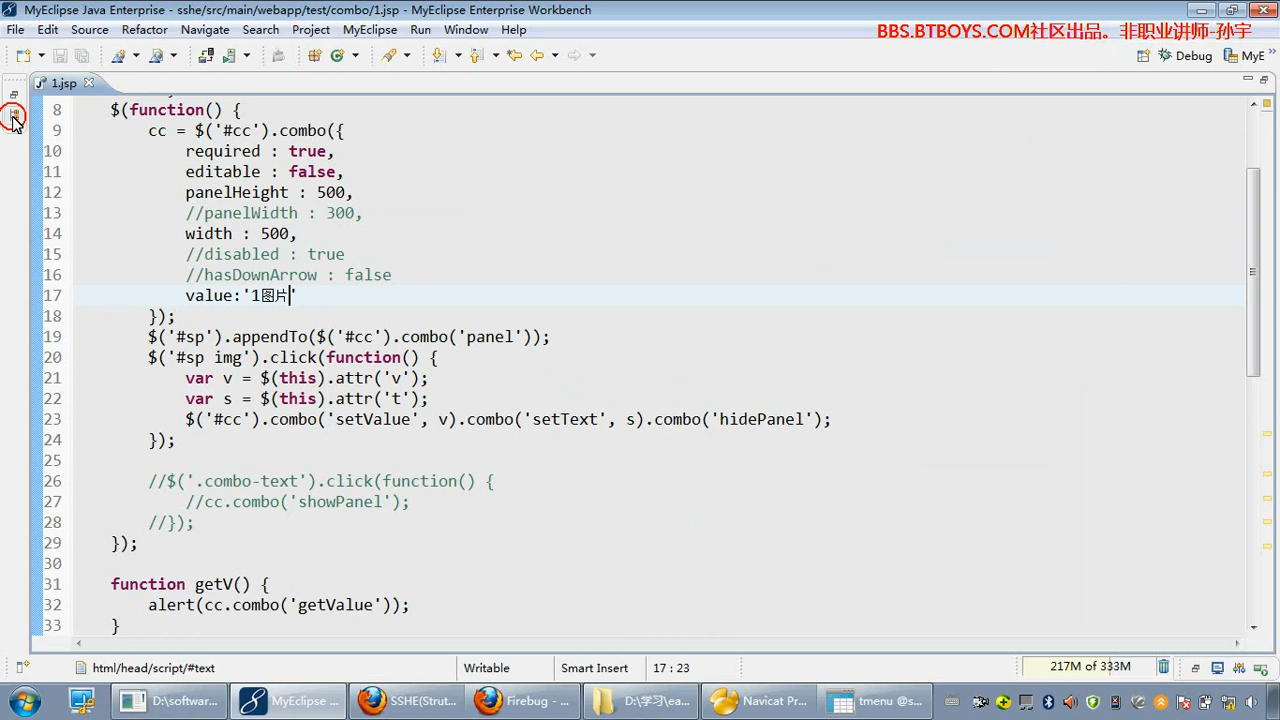 MyEclipse Java Enterprise - sshe/src/main/webapp/test/combo/1.jsp - MyEclipse Enterprise Workbench
File Edit Source Refactor Navigate Search Project MyEclipse Run Window Help
BBS.BTBOYS.COM社区出品。非职业讲师-孙宇
Debug MyE
1.jsp
8 $(function() {
9 cc = $('#cc').combo({
10 required : true,
11 editable : false,
12 panelHeight : 500,
13 //panelWidth : 300,
14 width : 500,
15 //disabled : true
16 //hasDownArrow : false
17 value:'1图片'
18 });
19 $('#sp').appendTo($('#cc').combo('panel'));
20 $('#sp img').click(function() {
21 var v = $(this).attr('v');
22 var s = $(this).attr('t');
23 $('#cc').combo('setValue', v).combo('setText', s).combo('hidePanel');
24 });
25
26 //$('.combo-text').click(function() {
27 //cc.combo('showPanel');
28 //});
29 });
30
31 function getV() {
32 alert(cc.combo('getValue'));
33 }
html/head/script/#text Writable Smart Insert 17 : 23 217M of 333M
D:\software... MyEclipse ... SSHE(Strut... Firebug - ... D:\学习\ea... Navicat Pr... tmenu @s...